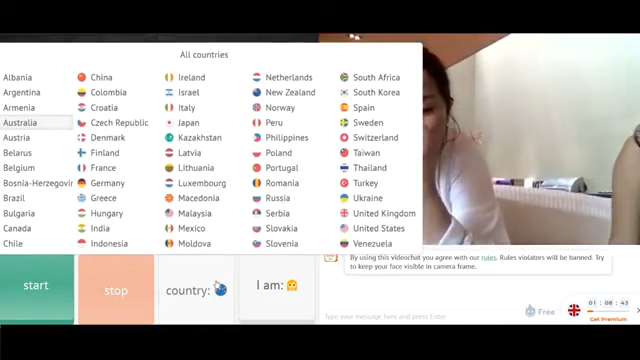 All countries
Albania China Ireland Netherlands South Africa
Argentina Colombia Israel New Zealand South Korea
Armenia Croatia Italy Norway Spain
Australia Czech Republic Japan Peru Sweden
Austria Denmark Kazakhstan Philippines Switzerland
Belarus Finland Latvia Poland Taiwan
Belgium France Lithuania Portugal Thailand
Bosnia-Herzegovir Germany Luxembourg Romania Turkey
Brazil Greece Macedonia Russia Ukraine
Bulgaria Hungary Malaysia Serbia United Kingdom
Canada India Mexico Slovakia United States
Chile Indonesia Moldova Slovenia Venezuela
By using this videochat you agree with our rules. Rules violators will be banned. Try
to keep your face visible in camera frame.
start stop country: I am:
Type your message here and press Enter
Free
01 : 08 : 43
Get Premium